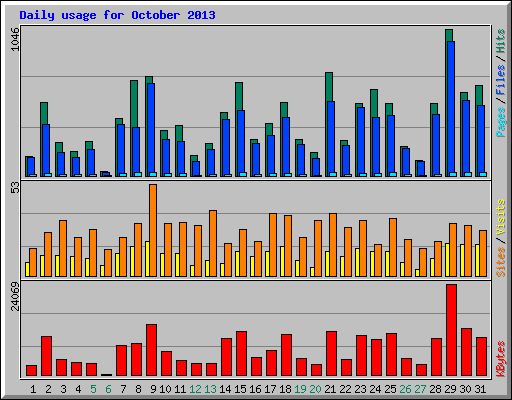 Daily usage for October 2013
1046
Pages / Files / Hits
53
Sites / Visits
24069
KBytes
1 2 3 4 5 6 7 8 9 10 11 12 13 14 15 16 17 18 19 20 21 22 23 24 25 26 27 28 29 30 31